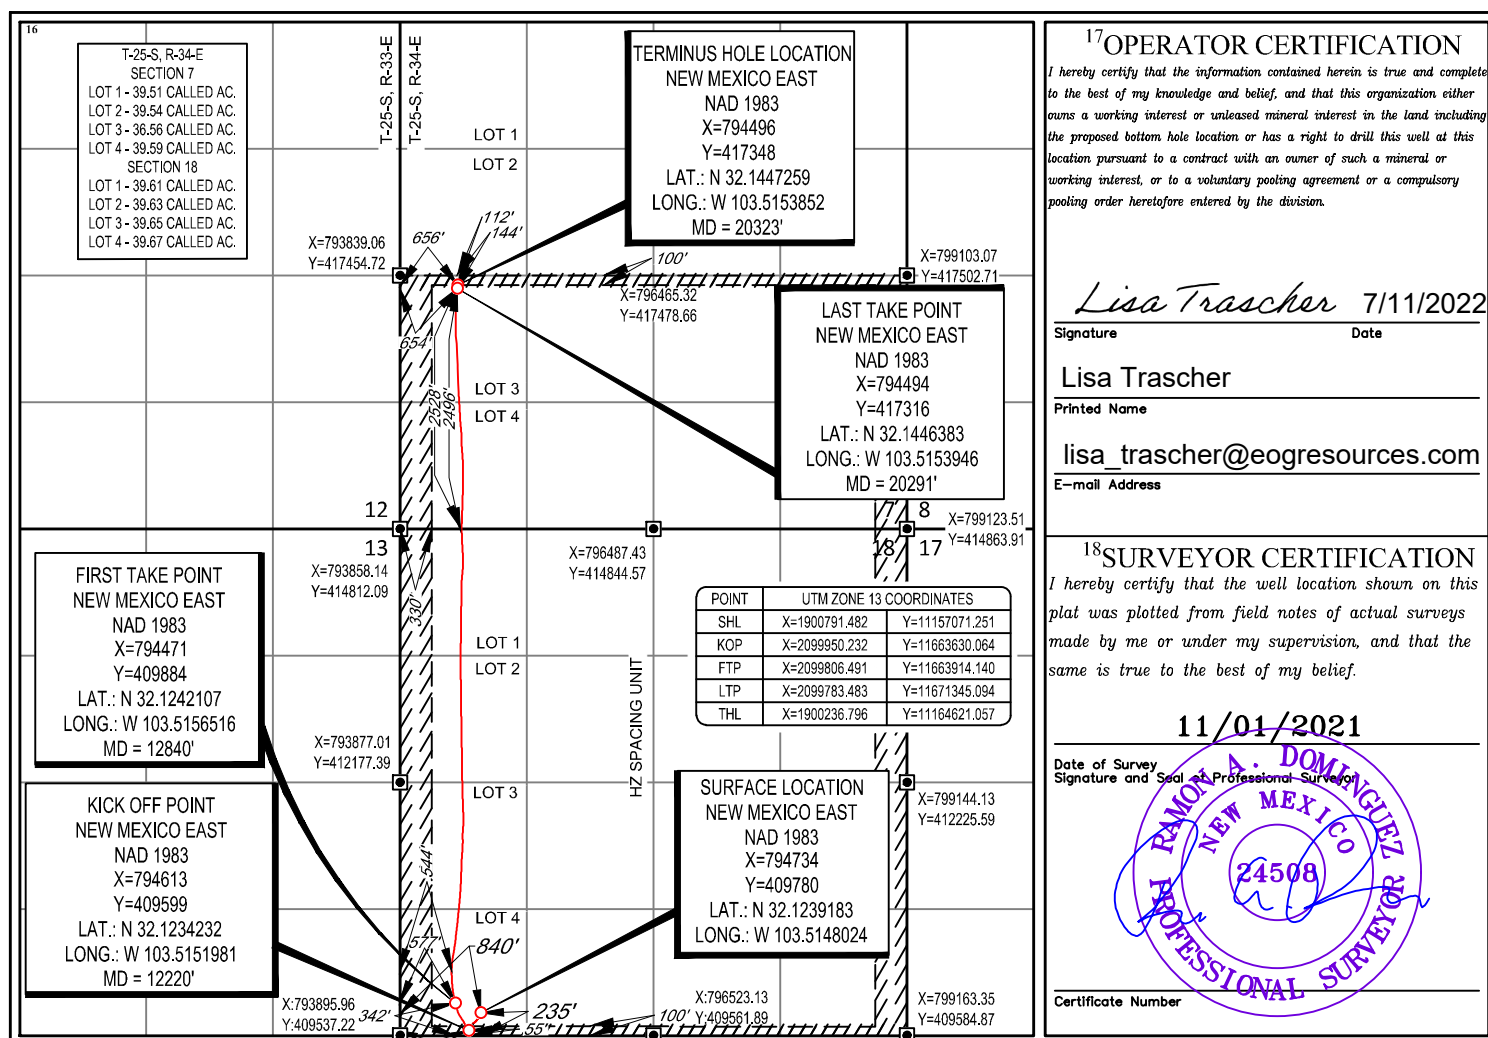 16
T-25-S, R-34-E
SECTION 7
LOT 1 - 39.51 CALLED AC.
LOT 2 - 39.54 CALLED AC.
LOT 3 - 36.56 CALLED AC.
LOT 4 - 39.59 CALLED AC.
SECTION 18
LOT 1 - 39.61 CALLED AC.
LOT 2 - 39.63 CALLED AC.
LOT 3 - 39.65 CALLED AC.
LOT 4 - 39.67 CALLED AC.
T-25-S, R-33-E
T-25-S, R-34-E
LOT 1
LOT 2
TERMINUS HOLE LOCATION
NEW MEXICO EAST
NAD 1983
X=794496
Y=417348
LAT.: N 32.1447259
LONG.: W 103.5153852
MD = 20323'
X=793839.06
Y=417454.72
656'
112'
144'
100'
X=799103.07
Y=417502.71
X=796465.32
Y=417478.66
LAST TAKE POINT
NEW MEXICO EAST
NAD 1983
X=794494
Y=417316
LAT.: N 32.1446383
LONG.: W 103.5153946
MD = 20291'
654'
2528'
2496'
LOT 3
LOT 4
12
13
7
8
18
17
X=799123.51
Y=414863.91
X=796487.43
Y=414844.57
X=793858.14
Y=414812.09
330'
FIRST TAKE POINT
NEW MEXICO EAST
NAD 1983
X=794471
Y=409884
LAT.: N 32.1242107
LONG.: W 103.5156516
MD = 12840'
POINT UTM ZONE 13 COORDINATES
SHL X=1900791.482 Y=11157071.251
KOP X=2099950.232 Y=11663630.064
FTP X=2099806.491 Y=11663914.140
LTP X=2099783.483 Y=11671345.094
THL X=1900236.796 Y=11164621.057
LOT 1
LOT 2
HZ SPACING UNIT
X=793877.01
Y=412177.39
LOT 3
X=799144.13
Y=412225.59
KICK OFF POINT
NEW MEXICO EAST
NAD 1983
X=794613
Y=409599
LAT.: N 32.1234232
LONG.: W 103.5151981
MD = 12220'
SURFACE LOCATION
NEW MEXICO EAST
NAD 1983
X=794734
Y=409780
LAT.: N 32.1239183
LONG.: W 103.5148024
544'
LOT 4
577'
840'
X:793895.96
Y:409537.22
342'
235'
55'
100'
X:796523.13
Y:409561.89
X=799163.35
Y=409584.87
17OPERATOR CERTIFICATION
I hereby certify that the information contained herein is true and complete
to the best of my knowledge and belief, and that this organization either
owns a working interest or unleased mineral interest in the land including
the proposed bottom hole location or has a right to drill this well at this
location pursuant to a contract with an owner of such a mineral or
working interest, or to a voluntary pooling agreement or a compulsory
pooling order heretofore entered by the division.
Lisa Trascher 7/11/2022
Signature Date
Lisa Trascher
Printed Name
lisa_trascher@eogresources.com
E-mail Address
18SURVEYOR CERTIFICATION
I hereby certify that the well location shown on this
plat was plotted from field notes of actual surveys
made by me or under my supervision, and that the
same is true to the best of my belief.
11/01/2021
Date of Survey
Signature and Seal of Professional Surveyor
RAMON A. DOMINGUEZ
NEW MEXICO
24508
PROFESSIONAL SURVEYOR
Certificate Number